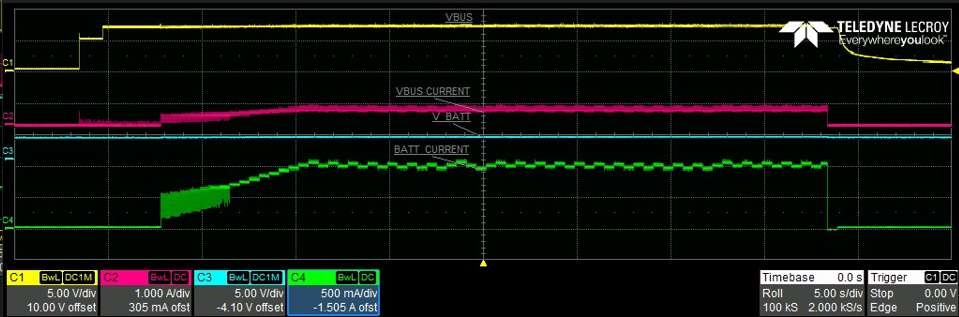 VBUS
TELEDYNE LECROY
Everywhereyoulook™
C1
VBUS CURRENT
C2
V_BATT
BATT_CURRENT
C3
C4
C1 BwL DC1M
5.00 V/div
10.00 V offset
C2 BwL DC
1.000 A/div
305 mA ofst
C3 BwL DC1M
5.00 V/div
-4.10 V offset
C4 BwL DC
500 mA/div
-1.505 A ofst
Timebase 0.0 s
Roll 5.00 s/div
100 kS 2.000 kS/s
Trigger C1 DC
Stop 0.00 V
Edge Positive